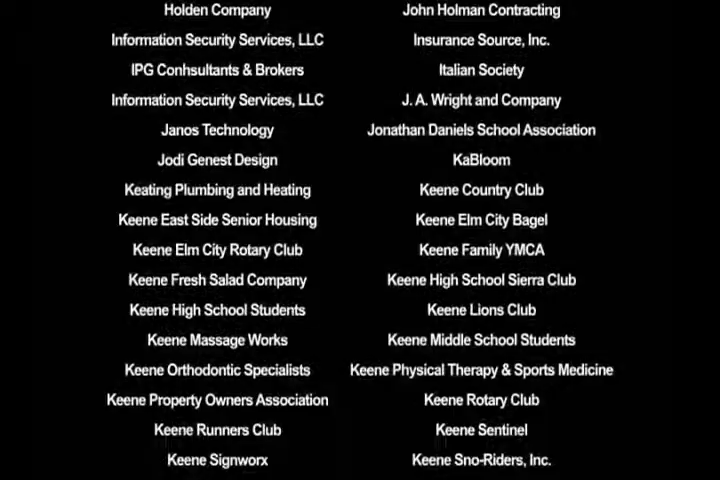 Holden Company John Holman Contracting
Information Security Services, LLC Insurance Source, Inc.
IPG Conhsultants & Brokers Italian Society
Information Security Services, LLC J. A. Wright and Company
Janos Technology Jonathan Daniels School Association
Jodi Genest Design KaBloom
Keating Plumbing and Heating Keene Country Club
Keene East Side Senior Housing Keene Elm City Bagel
Keene Elm City Rotary Club Keene Family YMCA
Keene Fresh Salad Company Keene High School Sierra Club
Keene High School Students Keene Lions Club
Keene Massage Works Keene Middle School Students
Keene Orthodontic Specialists Keene Physical Therapy & Sports Medicine
Keene Property Owners Association Keene Rotary Club
Keene Runners Club Keene Sentinel
Keene Signworx Keene Sno-Riders, Inc.